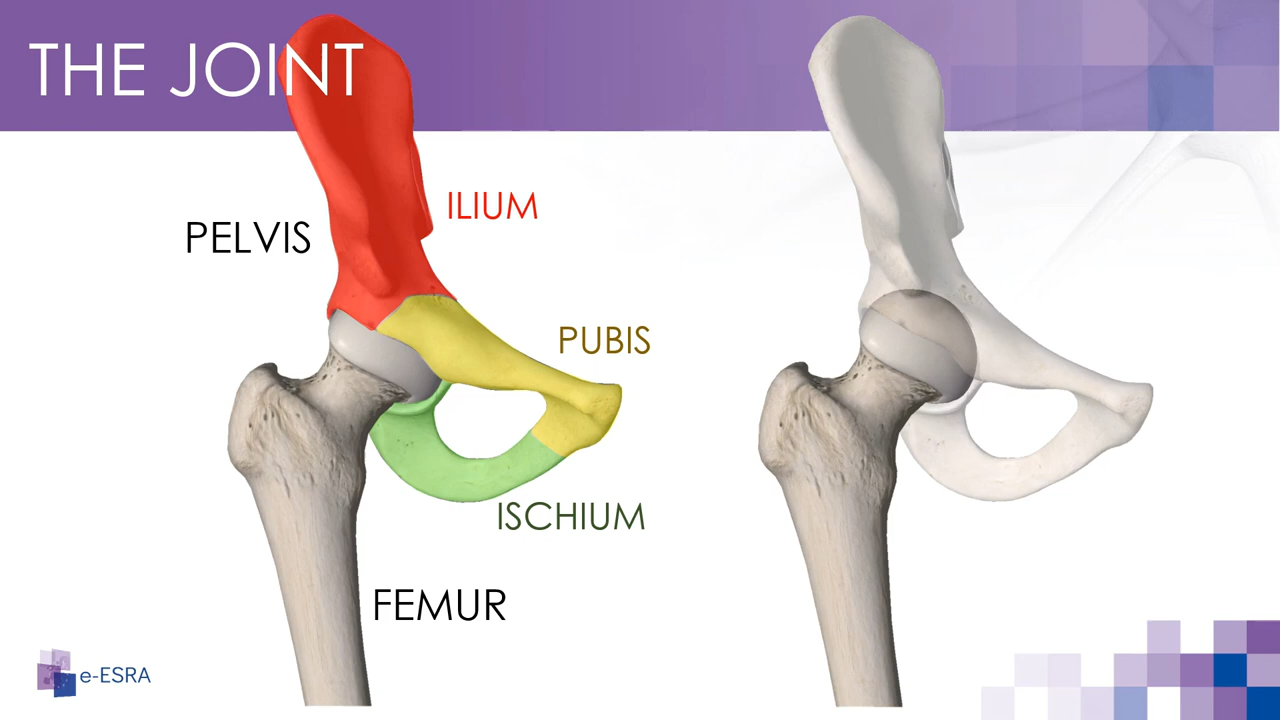 THE JOINT
ILIUM
PELVIS
PUBIS
ISCHIUM
FEMUR
e-ESRA